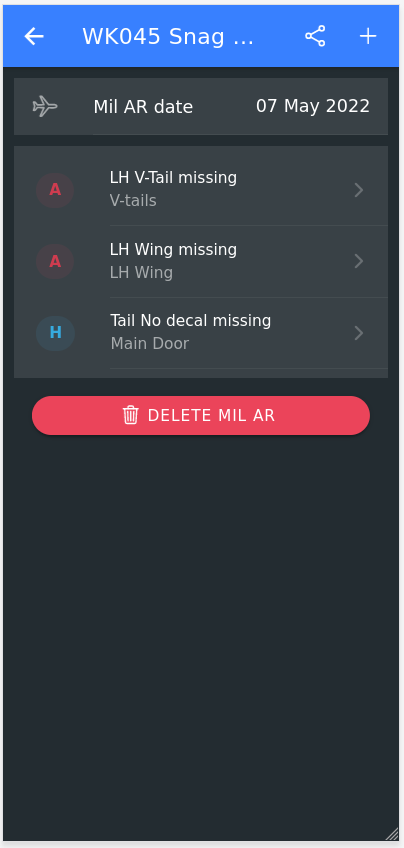 WK045 Snag ...
Mil AR date 07 May 2022
A LH V-Tail missing
V-tails
A LH Wing missing
LH Wing
H Tail No decal missing
Main Door
DELETE MIL AR